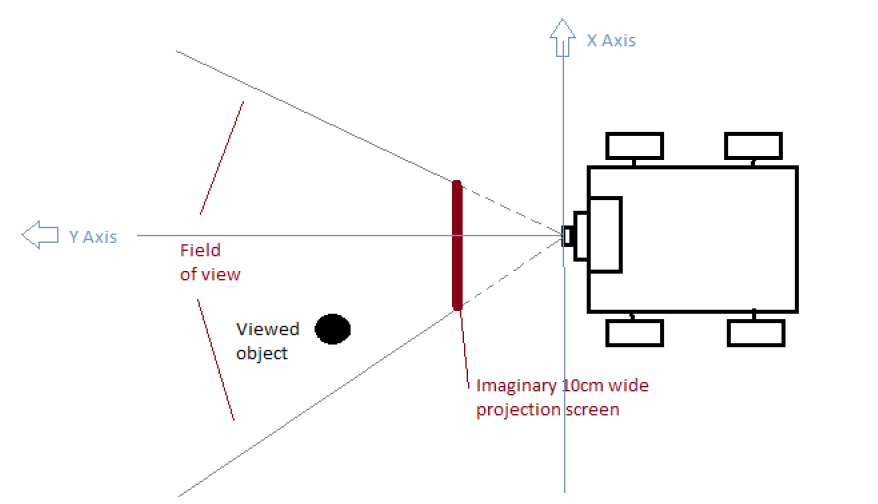 X Axis
Y Axis
Field
of view
Viewed
object
Imaginary 10cm wide
projection screen